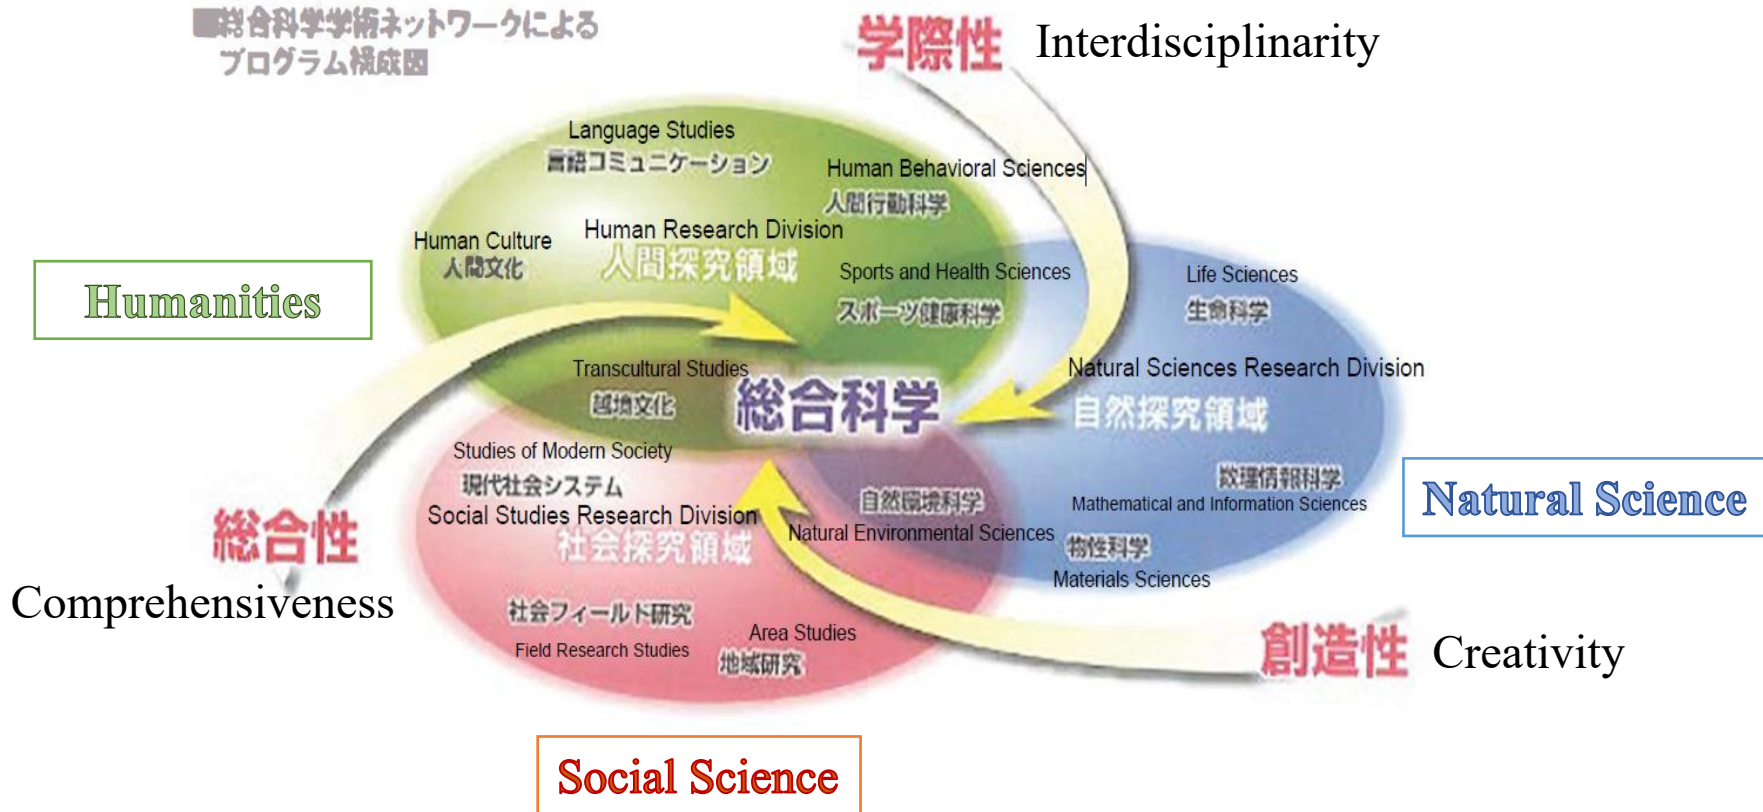 ■総合科学学術ネットワークによる
プログラム構成図
学際性 Interdisciplinarity
Language Studies
言語コミュニケーション
Human Behavioral Sciences
人間行動科学
Human Research Division
人間探究領域
Human Culture
人間文化
Sports and Health Sciences
スポーツ健康科学
Life Sciences
生命科学
Humanities
Transcultural Studies
越境文化
総合科学
Natural Sciences Research Division
自然探究領域
Studies of Modern Society
現代社会システム
Social Studies Research Division
社会探究領域
自然環境科学
Natural Environmental Sciences
数理情報科学
Mathematical and Information Sciences
物性科学
Materials Sciences
Natural Science
総合性
Comprehensiveness
社会フィールド研究
Field Research Studies
Area Studies
地域研究
創造性 Creativity
Social Science